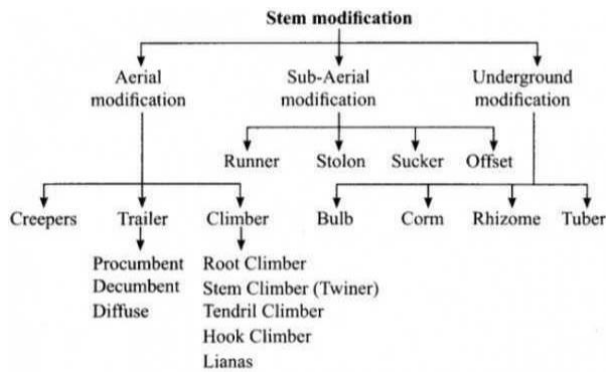 Stem modification
Aerial modification
Sub-Aerial modification
Underground modification
Runner Stolon Sucker Offset
Creepers Trailer Climber Bulb Corm Rhizome Tuber
Procumbent
Decumbent
Diffuse
Root Climber
Stem Climber (Twiner)
Tendril Climber
Hook Climber
Lianas